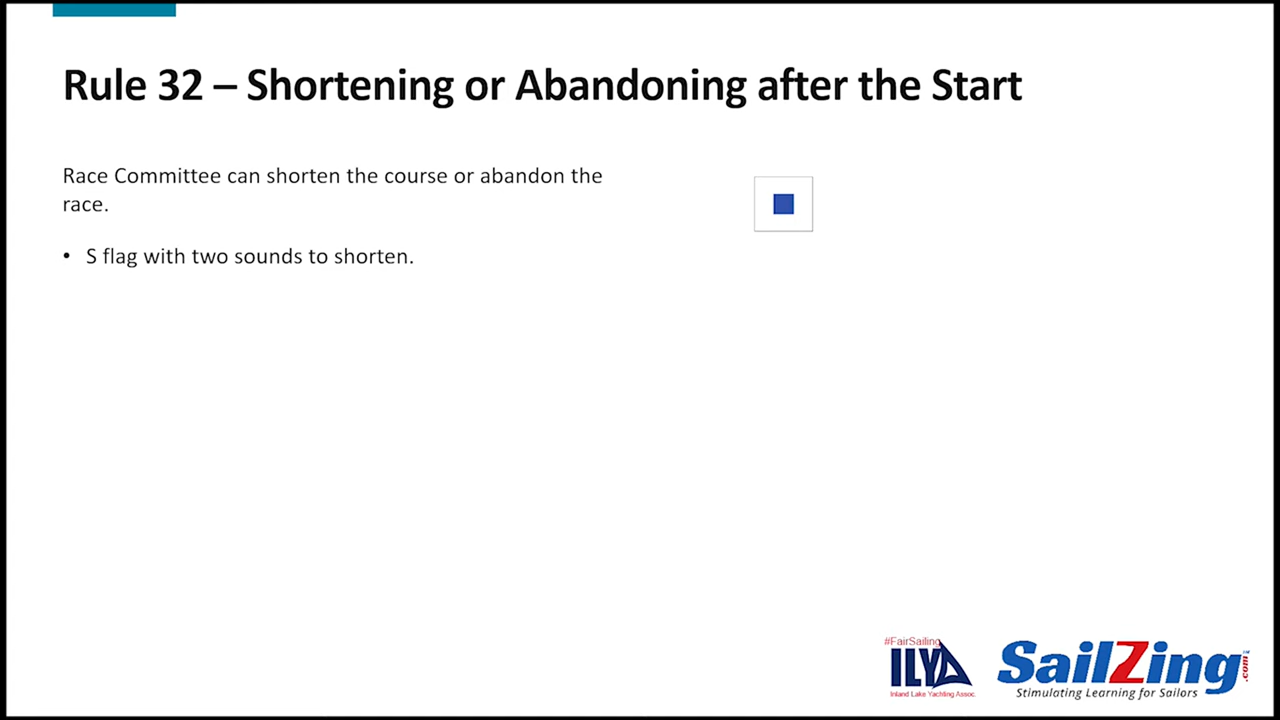 Rule 32 – Shortening or Abandoning after the Start
Race Committee can shorten the course or abandon the
race.
• S flag with two sounds to shorten.
#FairSailing
ILYA
Inland Lake Yachting Assoc.
SailZing.com™
Stimulating Learning for Sailors